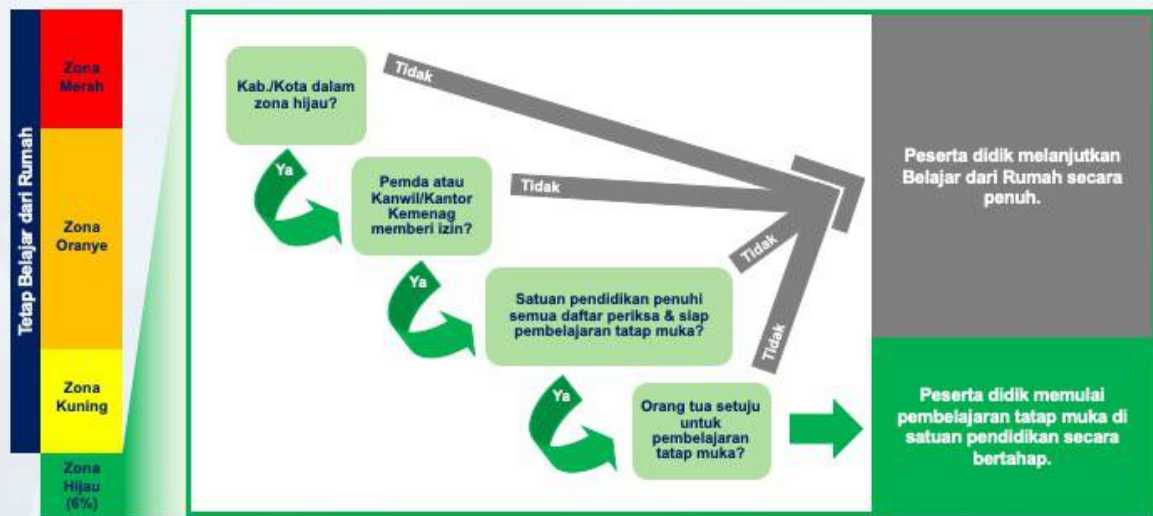 Tetap Belajar dari Rumah
Zona
Merah
Zona
Oranye
Zona
Kuning
Zona
Hijau
(6%)
Kab./Kota dalam
zona hijau?
Tidak
Ya
Pemda atau
Kanwil/Kantor
Kemenag
memberi izin?
Tidak
Ya
Satuan pendidikan penuhi
semua daftar periksa & siap
pembelajaran tatap muka?
Tidak
Ya
Orang tua setuju
untuk
pembelajaran
tatap muka?
Tidak
Peserta didik melanjutkan
Belajar dari Rumah secara
penuh.
Peserta didik memulai
pembelajaran tatap muka di
satuan pendidikan secara
bertahap.